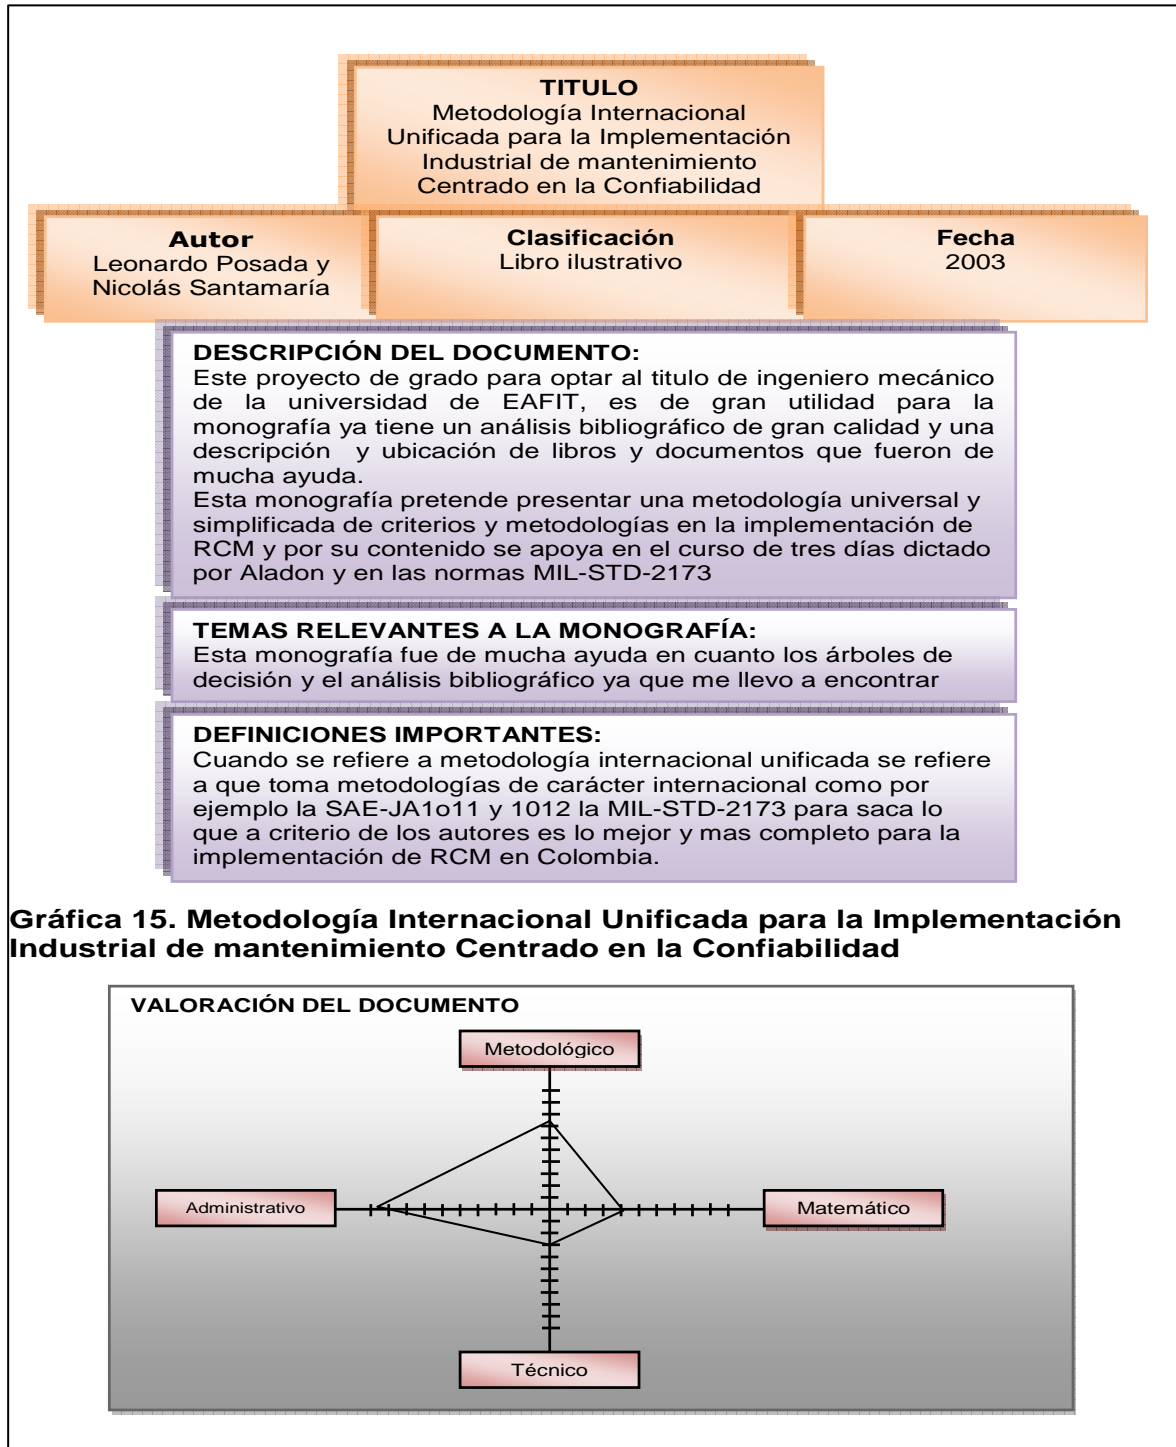 TITULO
Metodología Internacional
Unificada para la Implementación
Industrial de mantenimiento
Centrado en la Confiabilidad
Autor
Leonardo Posada y
Nicolás Santamaría
Clasificación
Libro ilustrativo
Fecha
2003
DESCRIPCIÓN DEL DOCUMENTO:
Este proyecto de grado para optar al titulo de ingeniero mecánico
de la universidad de EAFIT, es de gran utilidad para la
monografía ya tiene un análisis bibliográfico de gran calidad y una
descripción y ubicación de libros y documentos que fueron de
mucha ayuda.
Esta monografía pretende presentar una metodología universal y
simplificada de criterios y metodologías en la implementación de
RCM y por su contenido se apoya en el curso de tres días dictado
por Aladon y en las normas MIL-STD-2173
TEMAS RELEVANTES A LA MONOGRAFÍA:
Esta monografía fue de mucha ayuda en cuanto los árboles de
decisión y el análisis bibliográfico ya que me llevo a encontrar
DEFINICIONES IMPORTANTES:
Cuando se refiere a metodología internacional unificada se refiere
a que toma metodologías de carácter internacional como por
ejemplo la SAE-JA1o11 y 1012 la MIL-STD-2173 para saca lo
que a criterio de los autores es lo mejor y mas completo para la
implementación de RCM en Colombia.
Gráfica 15. Metodología Internacional Unificada para la Implementación
Industrial de mantenimiento Centrado en la Confiabilidad
VALORACIÓN DEL DOCUMENTO
Metodológico
Administrativo
Matemático
Técnico